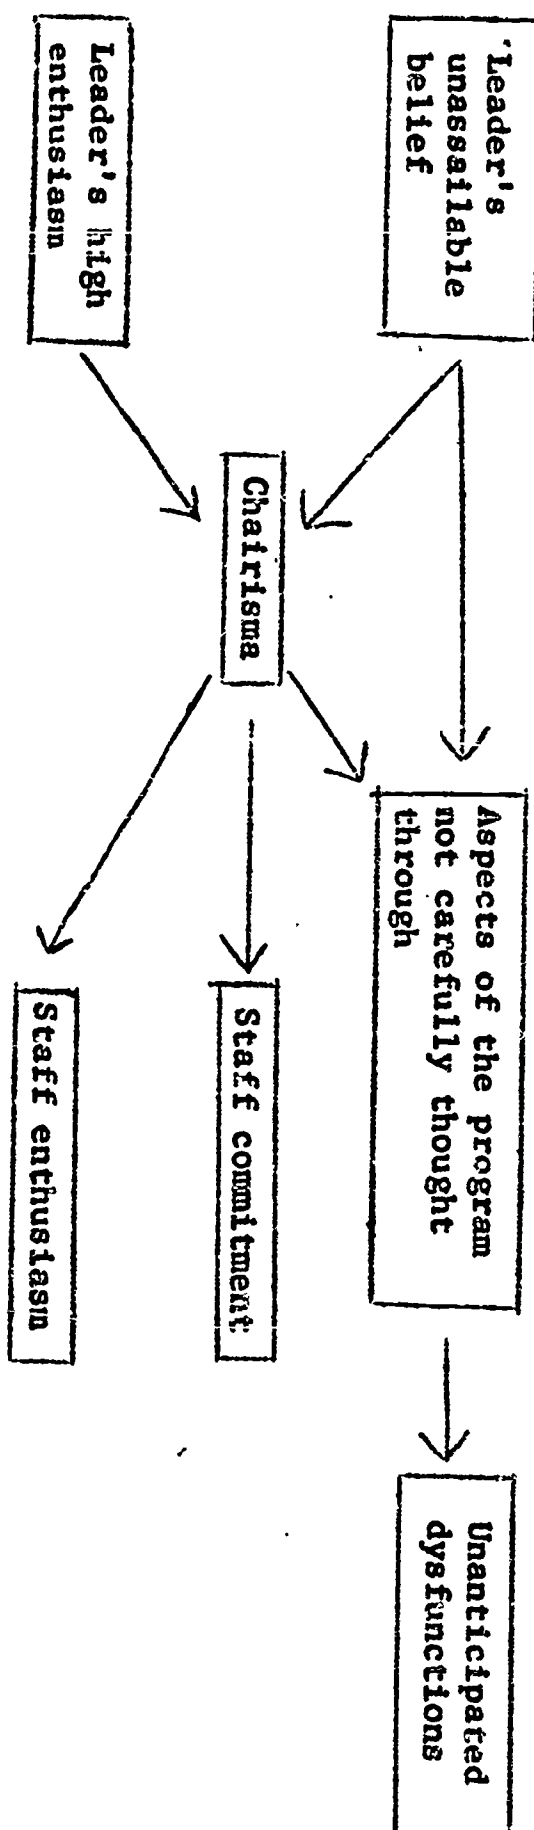 Leader's
unassailable
belief
Leader's high
enthusiasm
Chairisma
Aspects of the program
not carefully thought
through
Staff commitment
Staff enthusiasm
Unanticipated
dysfunctions